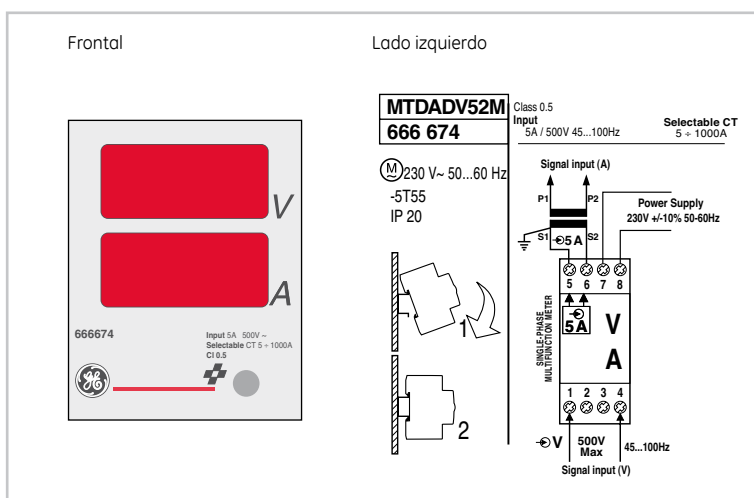 Frontal
Lado izquierdo
V
A
666674
Input 5A 500V ~
Selectable CT 5 ÷ 1000A
Cl 0.5
MTDADV52M
666 674
Class 0.5
Input
5A / 500V 45...100Hz
Selectable CT
5 ÷ 1000A
M 230 V~ 50...60 Hz
-5T55
IP 20
1
2
Signal input (A)
P1 P2
Power Supply
230V +/-10% 50-60Hz
S1 5 A S2
5 6 7 8
5 A
V
A
SINGLE-PHASE
MULTIFUNCTION METER
1 2 3 4
V 500V
Max
45...100Hz
Signal input (V)